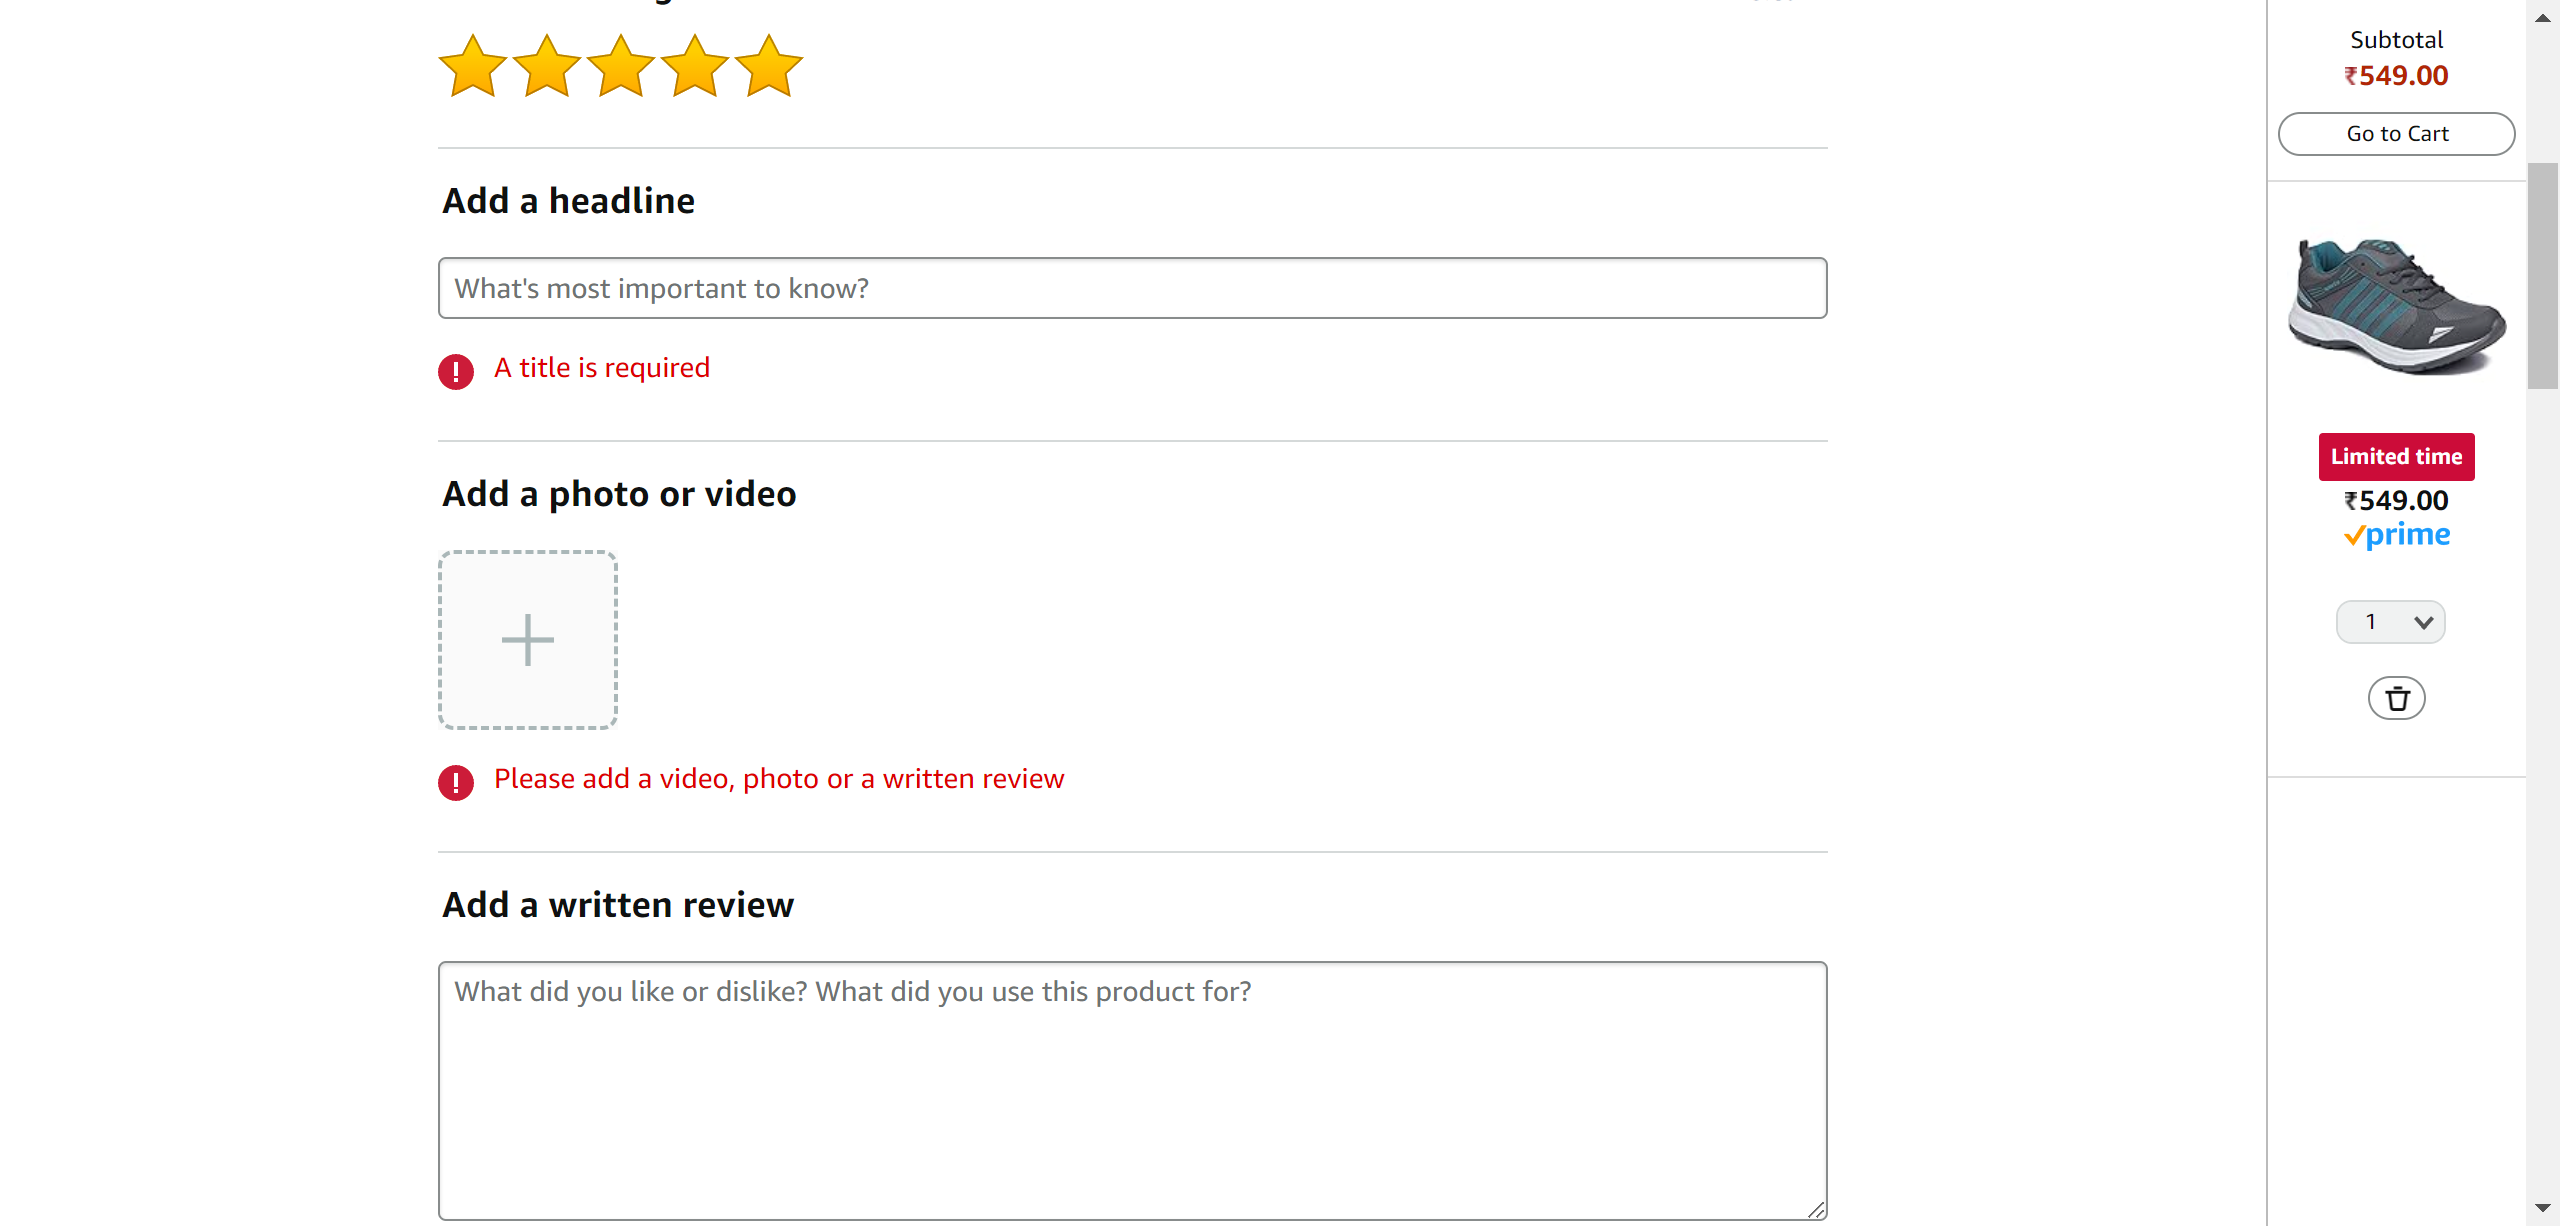 Add a headline
What's most important to know?
A title is required
Add a photo or video
Please add a video, photo or a written review
Add a written review
What did you like or dislike? What did you use this product for?
Subtotal
₹549.00
Go to Cart
Limited time
₹549.00
prime
1